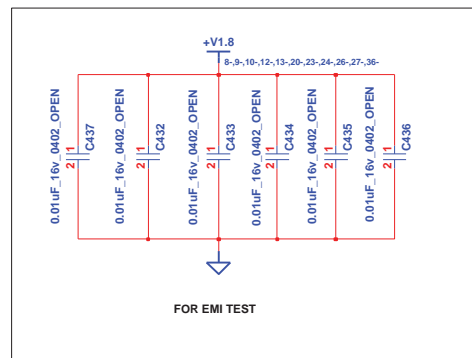 +V1.8
8-,9-,10-,12-,13-,20-,23-,24-,26-,27-,36-
0.01uF_16v_0402_OPEN
2 1
C437
0.01uF_16v_0402_OPEN
2 1
C432
0.01uF_16v_0402_OPEN
2 1
C433
0.01uF_16v_0402_OPEN
2 1
C434
0.01uF_16v_0402_OPEN
2 1
C435
0.01uF_16v_0402_OPEN
2 1
C436
FOR EMI TEST